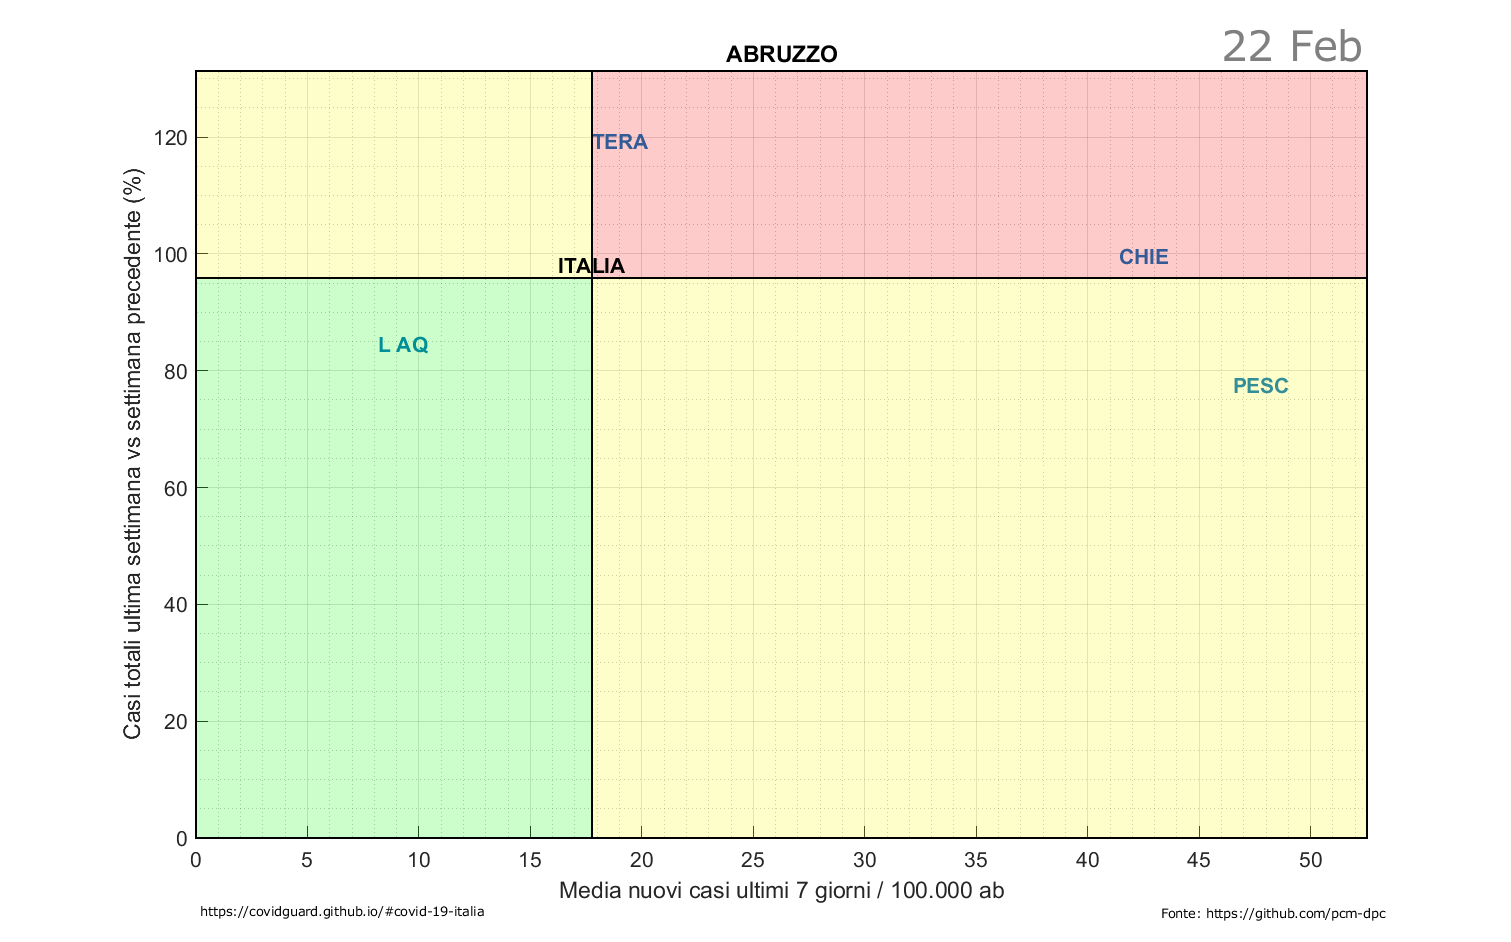 ABRUZZO
22 Feb
Casi totali ultima settimana vs settimana precedente (%)
120
100
80
60
40
20
0
TERA
CHIE
ITALIA
L AQ
PESC
0 5 10 15 20 25 30 35 40 45 50
Media nuovi casi ultimi 7 giorni / 100.000 ab
https://covidguard.github.io/#covid-19-italia
Fonte: https://github.com/pcm-dpc